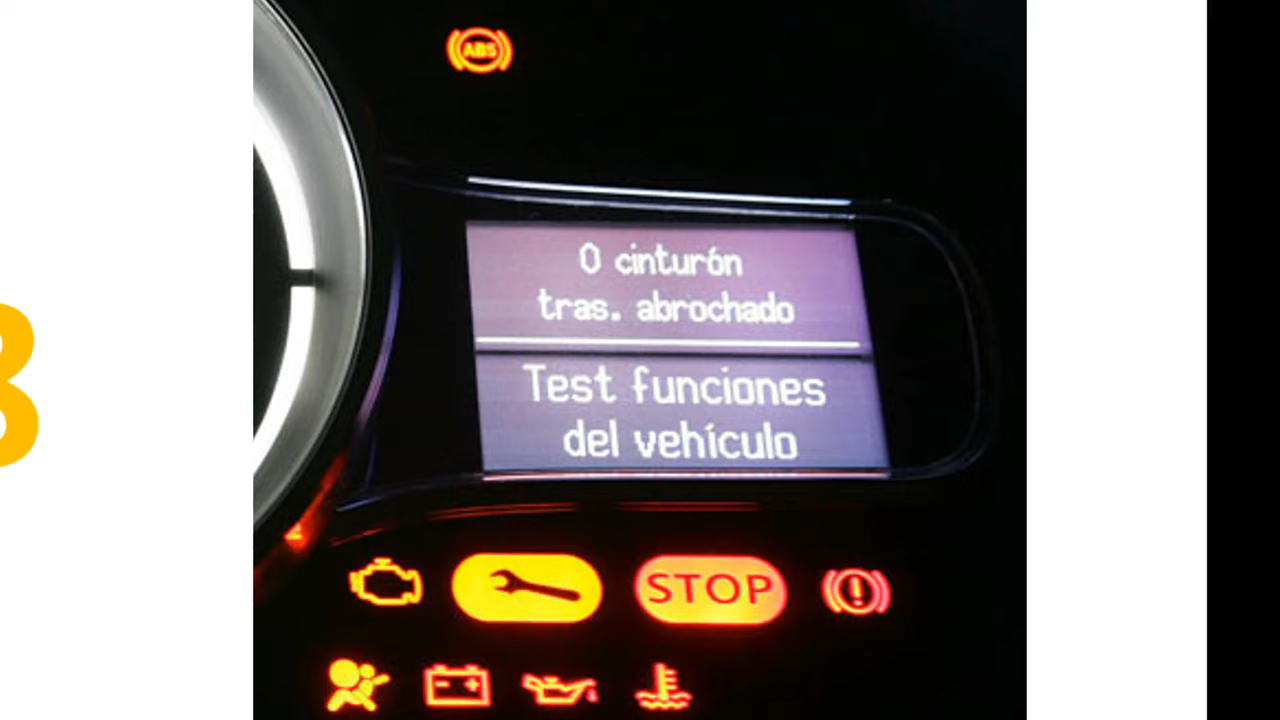 ABS
0 cinturón
tras. abrochado
Test funciones
del vehículo
STOP